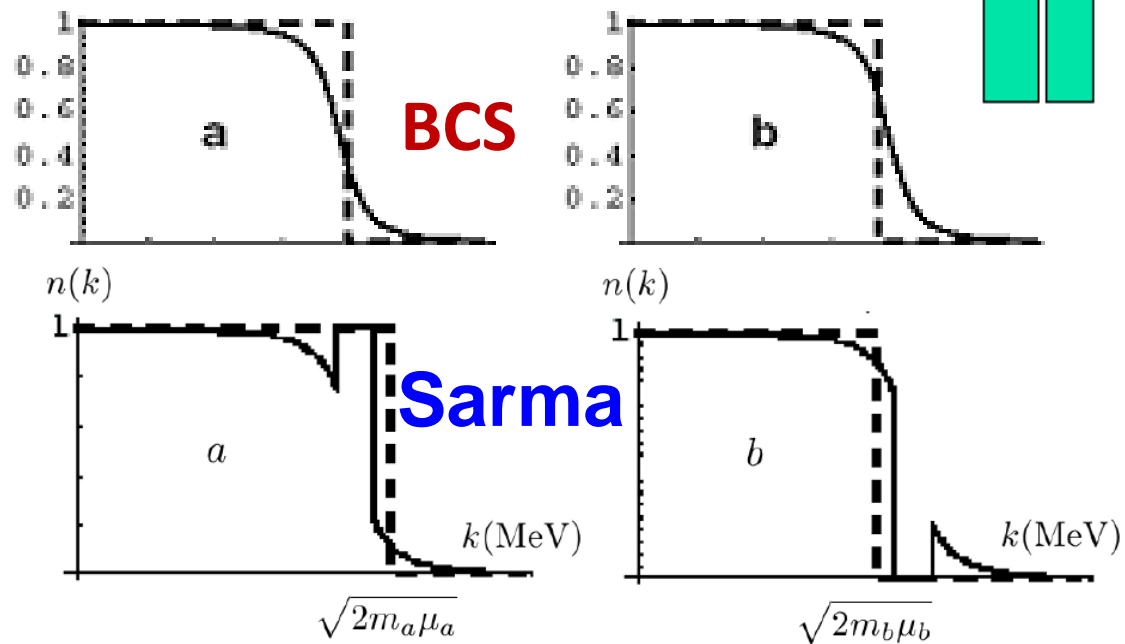 1
0.8
0.6
0.4
0.2
a
BCS
1
0.8
0.6
0.4
0.2
b
n(k)
1
a
Sarma
k(MeV)
√2mₐμₐ
n(k)
1
b
k(MeV)
√2m_bμ_b